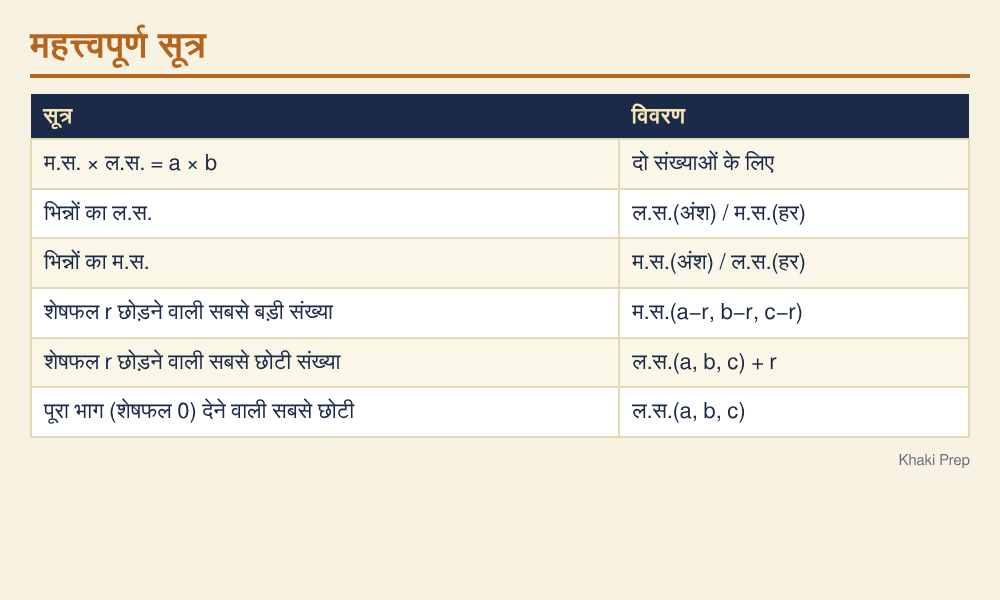 महत्त्वपूर्ण सूत्र
सूत्र विवरण
म.स. × ल.स. = a × b दो संख्याओं के लिए
भिन्नों का ल.स. ल.स.(अंश) / म.स.(हर)
भिन्नों का म.स. म.स.(अंश) / ल.स.(हर)
शेषफल r छोड़ने वाली सबसे बड़ी संख्या म.स.(a−r, b−r, c−r)
शेषफल r छोड़ने वाली सबसे छोटी संख्या ल.स.(a, b, c) + r
पूरा भाग (शेषफल 0) देने वाली सबसे छोटी ल.स.(a, b, c)
Khaki Prep